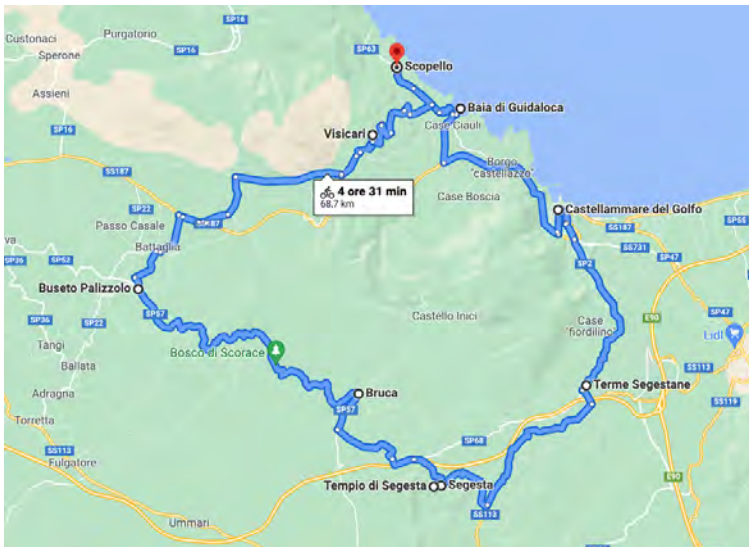 SP16
Purgatorio
SP63
Custonaci
Sperone
SP16
Scopello
Assieni
Baia di Guidaloca
Case Ciauli
Visicari
SP16
Borgo
"castellazzo"
SS187
4 ore 31 min
68,7 km
Case Boscia
Castellammare del Golfo
SP22
SS187
SS187
SP55
Passo Casale
SS731
SP2
SP47
Battaglia
SP36
SP52
Buseto Palizzolo
E90
SP57
Castello Inici
Case
"fiordilino"
SP47
SP36
SP22
Lidl
Tangi
Bosco di Scorace
Ballata
SS113
Terme Segestane
Adragna
Bruca
SS119
SP57
Torretta
SS113
SP68
Fulgatore
E90
Tempio di Segesta
Segesta
SS113
Ummari